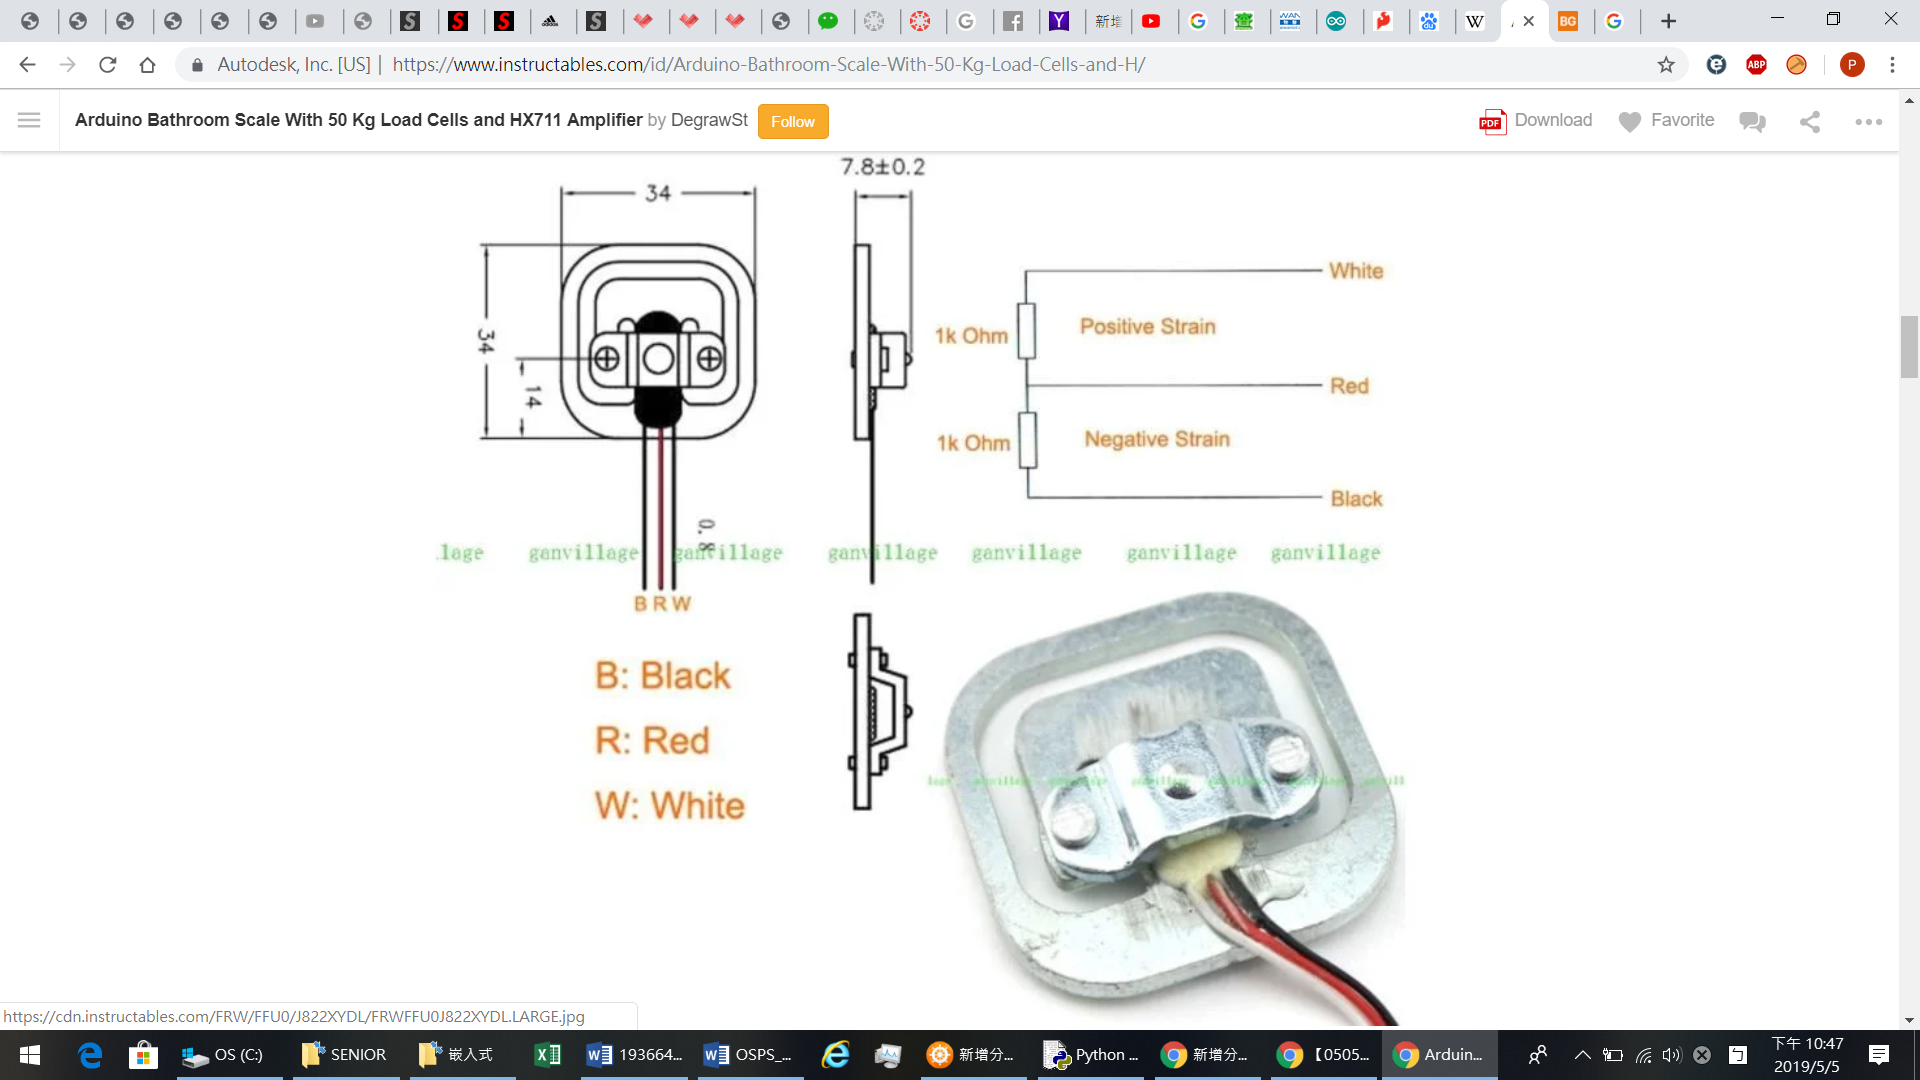 新增
Autodesk, Inc. [US] | https://www.instructables.com/id/Arduino-Bathroom-Scale-With-50-Kg-Load-Cells-and-H/
ABP
P
Arduino Bathroom Scale With 50 Kg Load Cells and HX711 Amplifier by DegrawSt
Follow
PDF Download
Favorite
7.8±0.2
34
34
14
White
1k Ohm
Positive Strain
Red
1k Ohm
Negative Strain
Black
0.8
.lage ganvillage ganvillage ganvillage ganvillage ganvillage ganvillage
B R W
B: Black
R: Red
W: White
https://cdn.instructables.com/FRW/FFU0/J822XYDL/FRWFFU0J822XYDL.LARGE.jpg
OS (C:)
SENIOR
嵌入式
193664...
OSPS_...
新增分...
Python ...
新增分...
【0505...
Arduin...
下午 10:47
2019/5/5